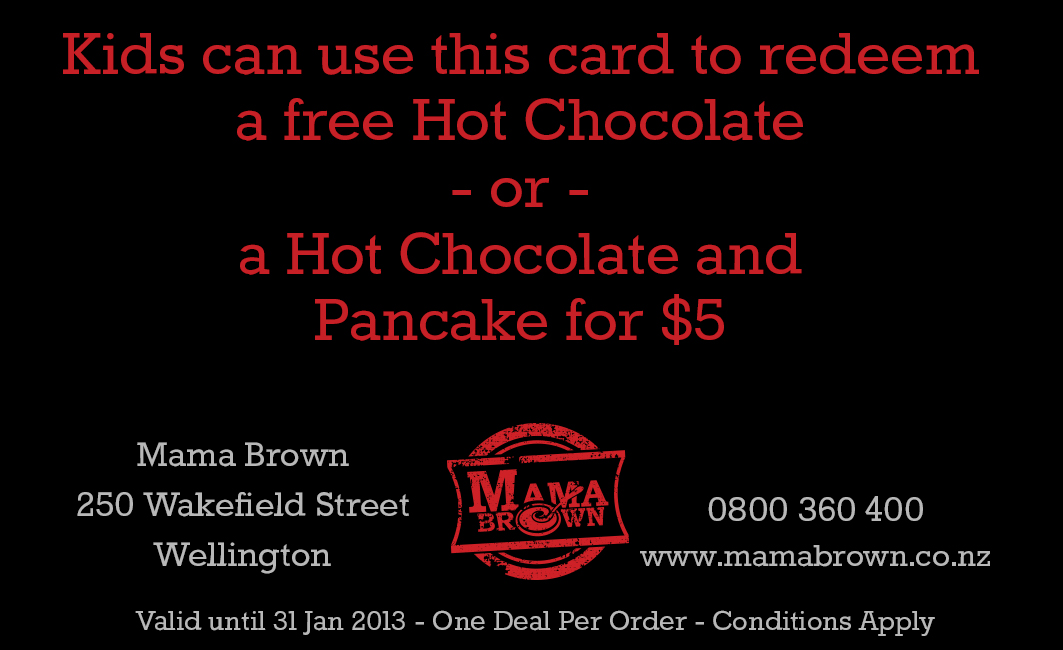 Kids can use this card to redeem
a free Hot Chocolate
- or -
a Hot Chocolate and
Pancake for $5
Mama Brown
250 Wakefield Street
Wellington
MAMA
BROWN
0800 360 400
www.mamabrown.co.nz
Valid until 31 Jan 2013 - One Deal Per Order - Conditions Apply